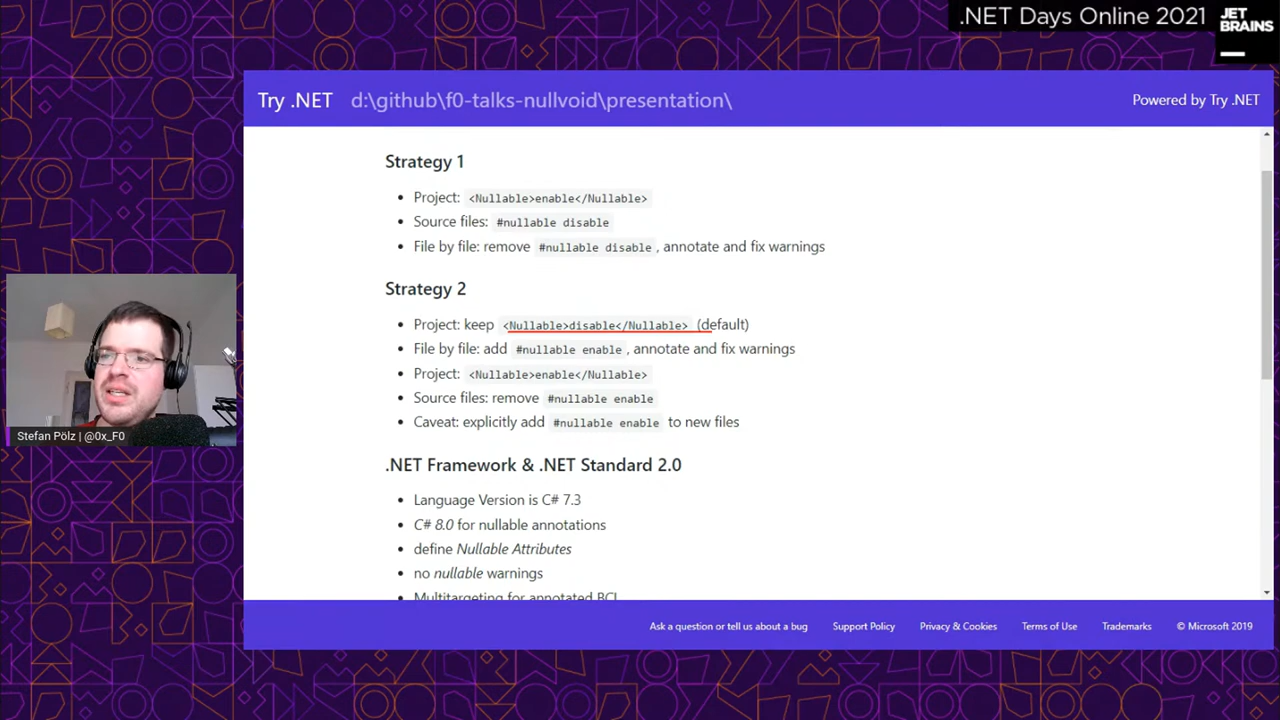 .NET Days Online 2021
JET
BRAINS
Try .NET d:\github\f0-talks-nullvoid\presentation\
Powered by Try .NET
Strategy 1
Project: <Nullable>enable</Nullable>
Source files: #nullable disable
File by file: remove #nullable disable, annotate and fix warnings
Strategy 2
Project: keep <Nullable>disable</Nullable> (default)
File by file: add #nullable enable, annotate and fix warnings
Project: <Nullable>enable</Nullable>
Source files: remove #nullable enable
Caveat: explicitly add #nullable enable to new files
.NET Framework & .NET Standard 2.0
Language Version is C# 7.3
C# 8.0 for nullable annotations
define Nullable Attributes
no nullable warnings
Multitargeting for annotated BCL
Stefan Pölz | @0x_F0
Ask a question or tell us about a bug Support Policy Privacy & Cookies Terms of Use Trademarks © Microsoft 2019